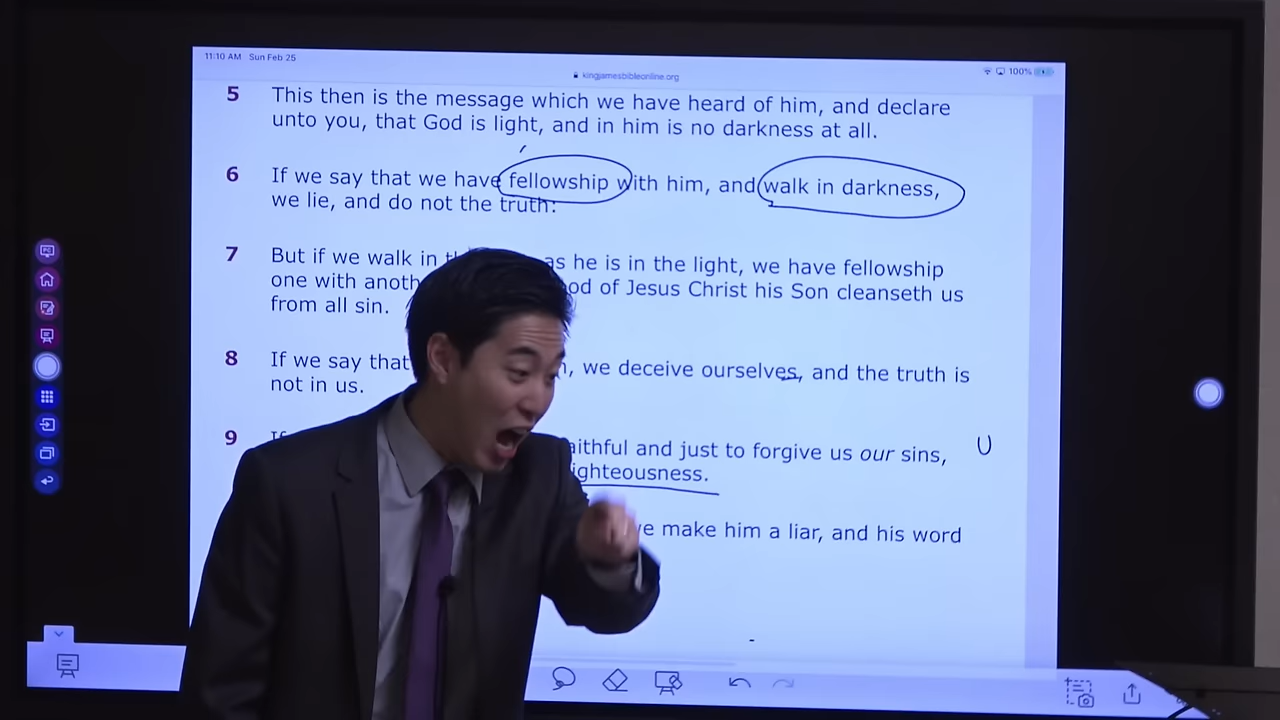 11:10 AM Sun Feb 25
kingjamesbibleonline.org
100%
5 This then is the message which we have heard of him, and declare
unto you, that God is light, and in him is no darkness at all.
6 If we say that we have fellowship with him, and walk in darkness,
we lie, and do not the truth:
7 But if we walk in as he is in the light, we have fellowship
one with of Jesus Christ his Son cleanseth us
from all sin.
8 If we say that we deceive ourselves, and the truth is
not in us.
9 and just to forgive us our sins,
U
make him a liar, and his word